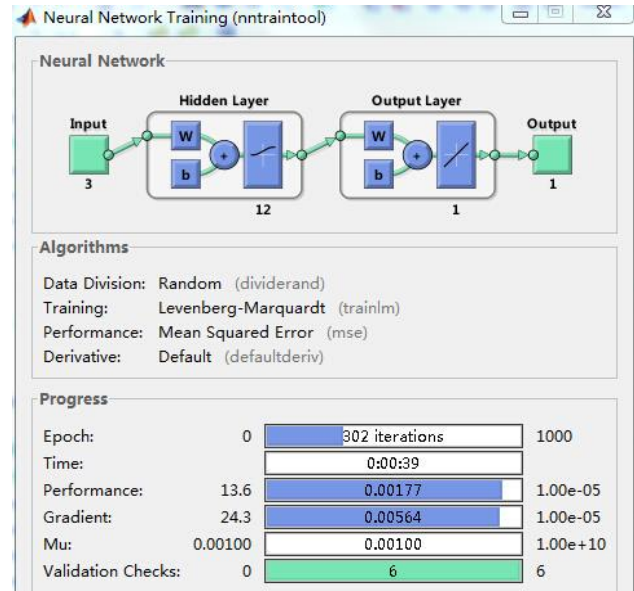 Neural Network Training (nntraintool)
Neural Network
Hidden Layer Output Layer
Input Output
W W
+ +
b b
3 1
12 1
Algorithms
Data Division: Random (dividerand)
Training: Levenberg-Marquardt (trainlm)
Performance: Mean Squared Error (mse)
Derivative: Default (defaultderiv)
Progress
Epoch: 0 302 iterations 1000
Time: 0:00:39
Performance: 13.6 0.00177 1.00e-05
Gradient: 24.3 0.00564 1.00e-05
Mu: 0.00100 0.00100 1.00e+10
Validation Checks: 0 6 6